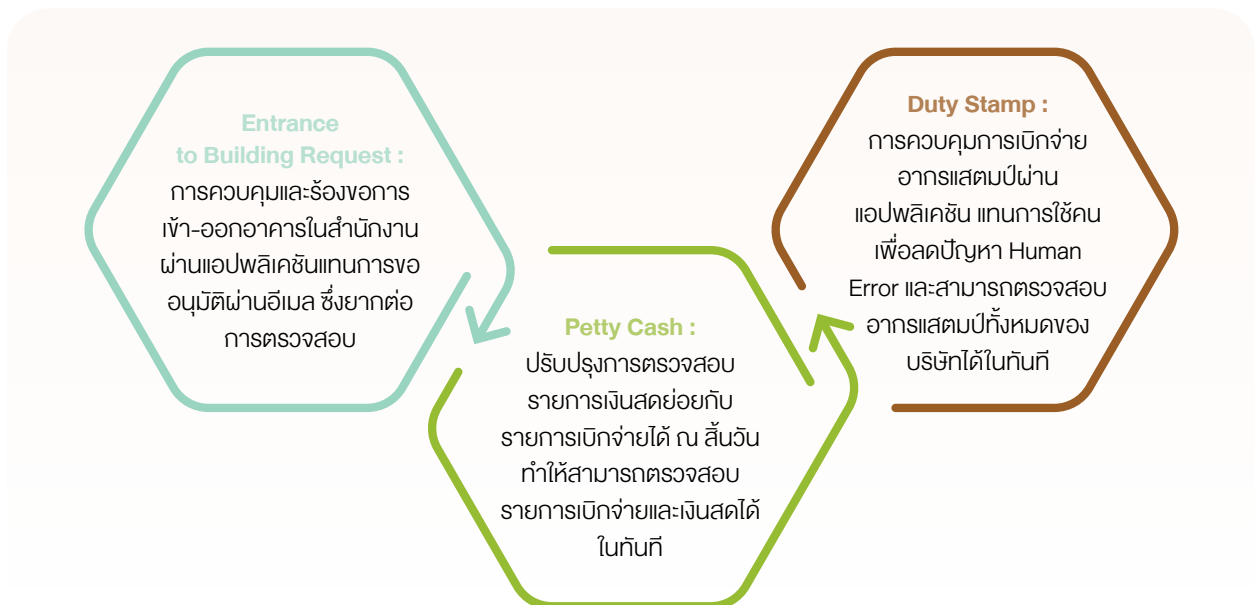 Entrance
to Building Request :
การควบคุมและร้องขอการ
เข้า-ออกอาคารในสำนักงาน
ผ่านแอปพลิเคชันแทนการขอ
อนุมัติผ่านอีเมล ซึ่งยากต่อ
การตรวจสอบ
Petty Cash :
ปรับปรุงการตรวจสอบ
รายการเงินสดย่อยกับ
รายการเบิกจ่ายได้ ณ สิ้นวัน
ทำให้สามารถตรวจสอบ
รายการเบิกจ่ายและเงินสดได้
ในทันที
Duty Stamp :
การควบคุมการเบิกจ่าย
อากรแสตมป์ผ่าน
แอปพลิเคชัน แทนการใช้คน
เพื่อลดปัญหา Human
Error และสามารถตรวจสอบ
อากรแสตมป์ทั้งหมดของ
บริษัทได้ในทันที